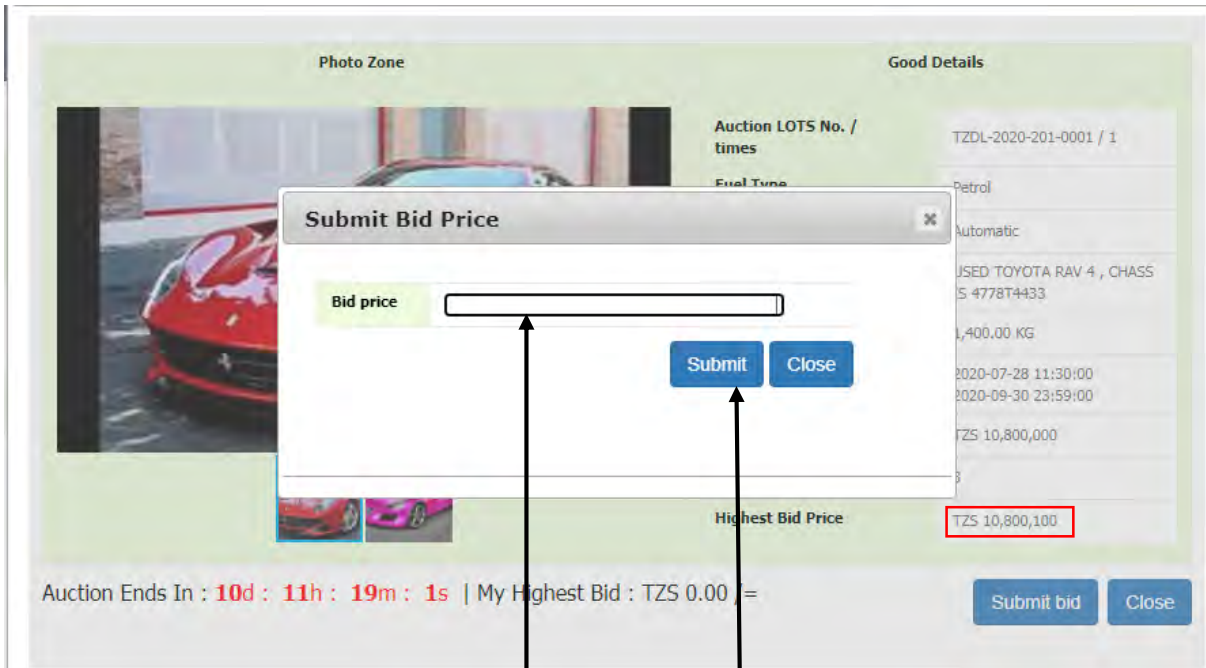 Photo Zone
Good Details
Auction LOTS No. /
times
TZDL-2020-201-0001 / 1
Fuel Type
Petrol
Submit Bid Price
Automatic
USED TOYOTA RAV 4 , CHASS
IS 4778T4433
Bid price
1,400.00 KG
Submit
Close
2020-07-28 11:30:00
2020-09-30 23:59:00
TZS 10,800,000
Highest Bid Price
TZS 10,800,100
Auction Ends In : 10d : 11h : 19m : 1s | My Highest Bid : TZS 0.00 /=
Submit bid
Close